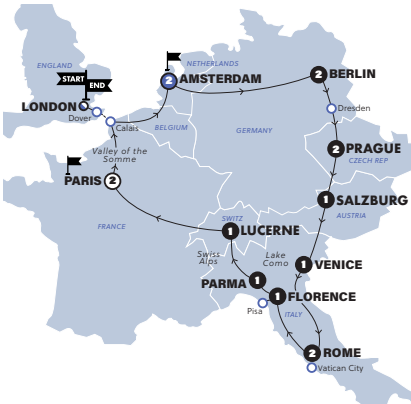 ENGLAND
NETHERLANDS
START
END
2 AMSTERDAM
2 BERLIN
LONDON
Dover
Calais
BELGIUM
GERMANY
Dresden
Valley of the
Somme
2 PRAGUE
CZECH REP
PARIS 2
1 SALZBURG
AUSTRIA
FRANCE
SWITZ
1 LUCERNE
Swiss
Alps
Lake
Como
1 VENICE
PARMA 1
1 FLORENCE
Pisa
ITALY
2 ROME
Vatican City